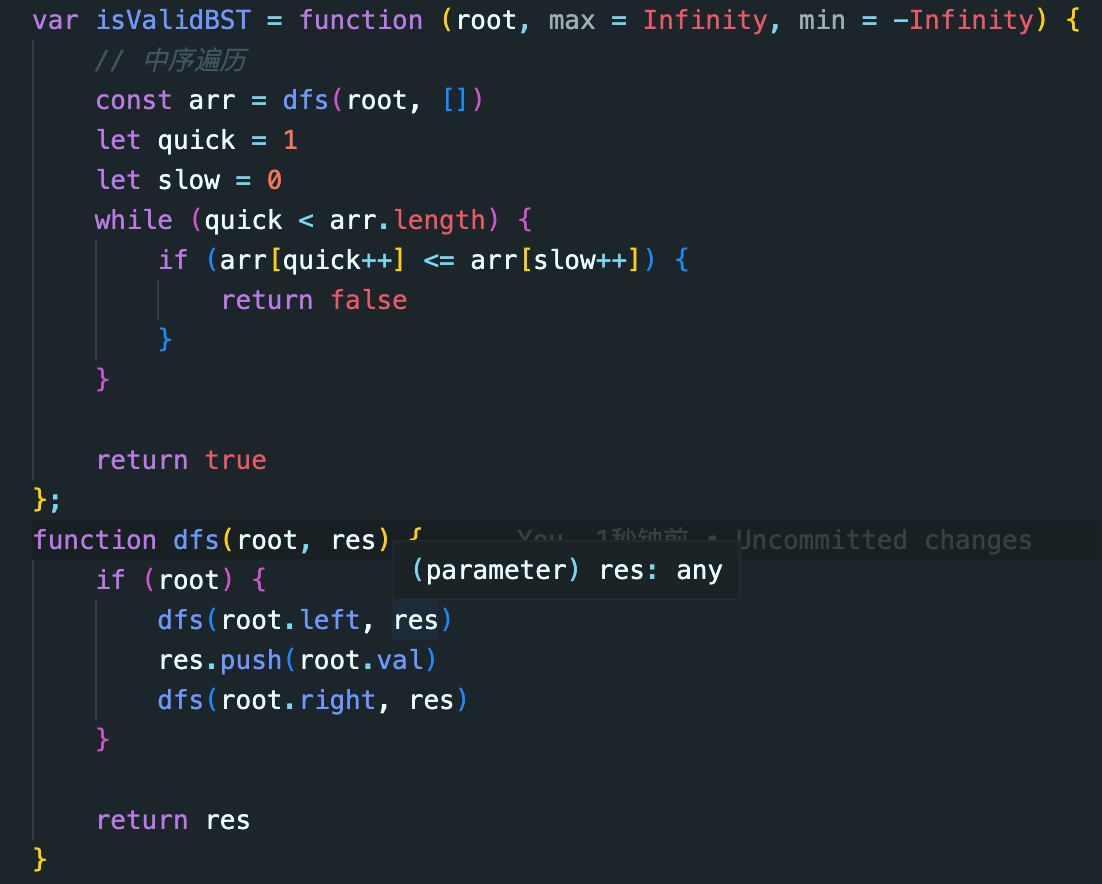 var isValidBST = function (root, max = Infinity, min = -Infinity) {
// 中序遍历
const arr = dfs(root, [])
let quick = 1
let slow = 0
while (quick < arr.length) {
if (arr[quick++] <= arr[slow++]) {
return false
}
}
return true
};
function dfs(root, res) { You, 1秒钟前 • Uncommitted changes
(parameter) res: any
if (root) {
dfs(root.left, res)
res.push(root.val)
dfs(root.right, res)
}
return res
}